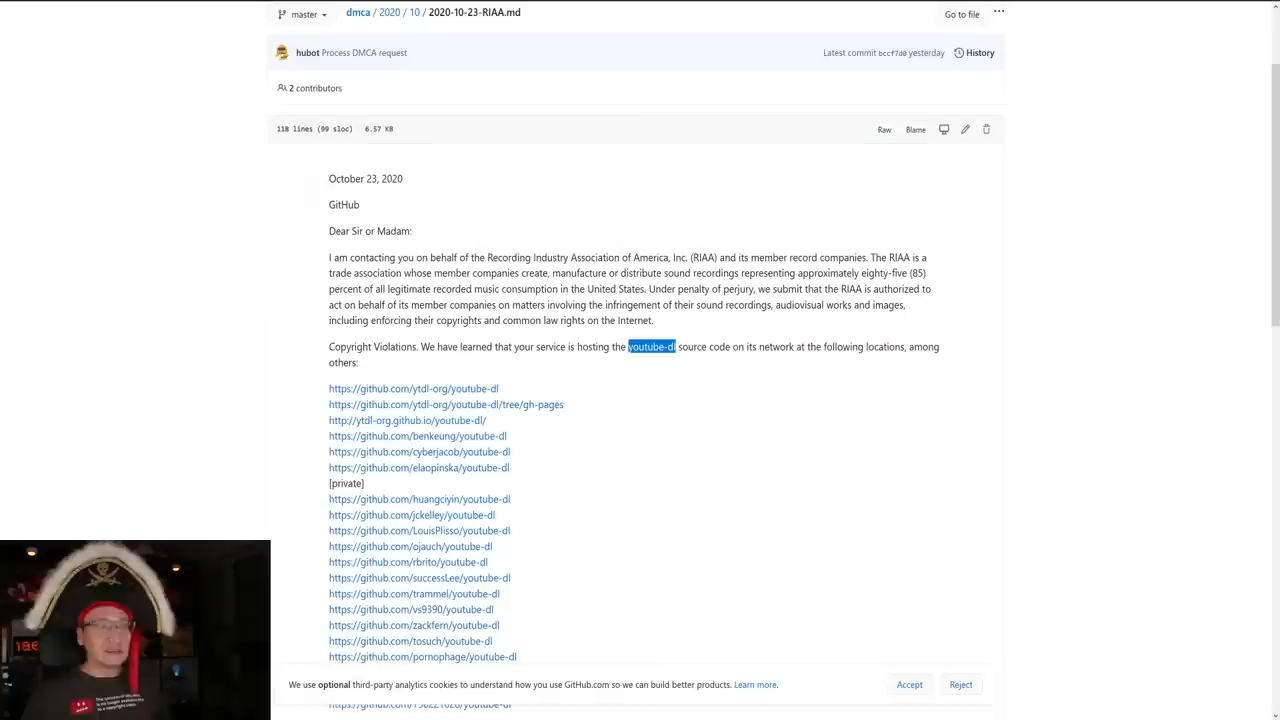 master
dmca / 2020 / 10 / 2020-10-23-RIAA.md
Go to file
hubot Process DMCA request
Latest commit bccf7d0 yesterday
History
2 contributors
118 lines (99 sloc) 6.57 KB
Raw
Blame
October 23, 2020
GitHub
Dear Sir or Madam:
I am contacting you on behalf of the Recording Industry Association of America, Inc. (RIAA) and its member record companies. The RIAA is a
trade association whose member companies create, manufacture or distribute sound recordings representing approximately eighty-five (85)
percent of all legitimate recorded music consumption in the United States. Under penalty of perjury, we submit that the RIAA is authorized to
act on behalf of its member companies on matters involving the infringement of their sound recordings, audiovisual works and images,
including enforcing their copyrights and common law rights on the Internet.
Copyright Violations. We have learned that your service is hosting the youtube-dl source code on its network at the following locations, among
others:
https://github.com/ytdl-org/youtube-dl
https://github.com/ytdl-org/youtube-dl/tree/gh-pages
http://ytdl-org.github.io/youtube-dl/
https://github.com/benkeung/youtube-dl
https://github.com/cyberjacob/youtube-dl
https://github.com/elaopinska/youtube-dl
[private]
https://github.com/huangciyin/youtube-dl
https://github.com/jckelley/youtube-dl
https://github.com/LouisPlisso/youtube-dl
https://github.com/ojauch/youtube-dl
https://github.com/rbrito/youtube-dl
https://github.com/successLee/youtube-dl
https://github.com/trammel/youtube-dl
https://github.com/vs9390/youtube-dl
https://github.com/zackfern/youtube-dl
https://github.com/tosuch/youtube-dl
https://github.com/pornophage/youtube-dl
We use optional third-party analytics cookies to understand how you use GitHub.com so we can build better products. Learn more.
Accept
Reject